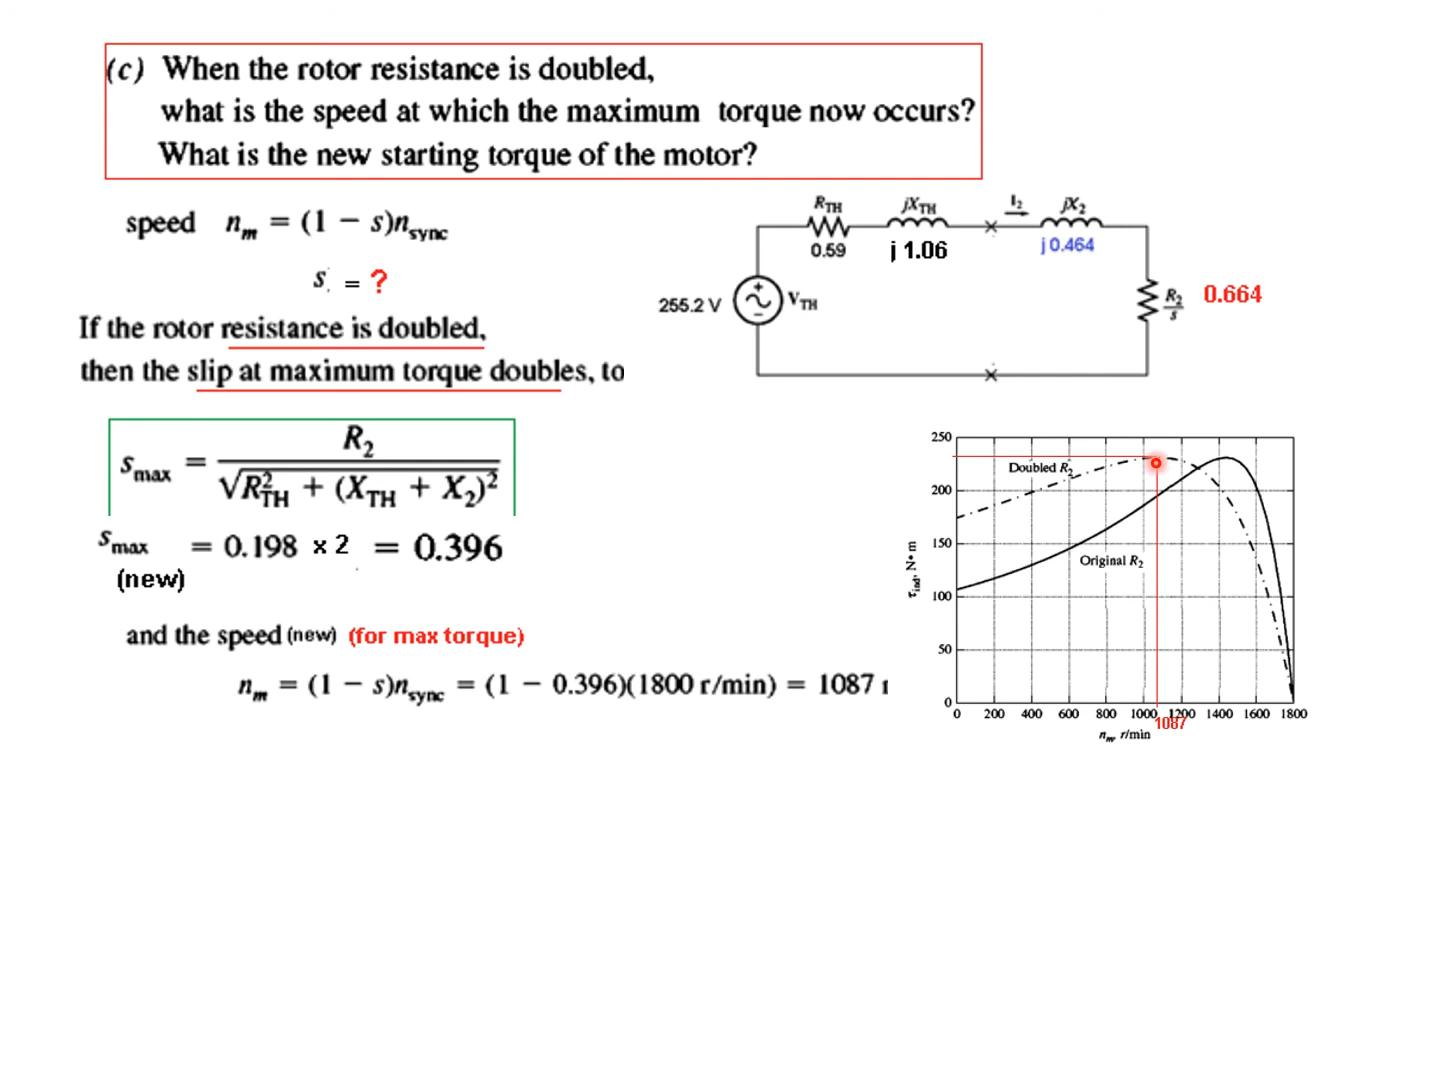 (c) When the rotor resistance is doubled,
what is the speed at which the maximum torque now occurs?
What is the new starting torque of the motor?
speed n_m = (1 − s)n_sync
s = ?
If the rotor resistance is doubled,
then the slip at maximum torque doubles, to
s_max = R_2 / √(R_TH^2 + (X_TH + X_2)^2)
s_max = 0.198 x 2 = 0.396
(new)
and the speed (new) (for max torque)
n_m = (1 − s)n_sync = (1 − 0.396)(1800 r/min) = 1087 r
R_TH jX_TH I_2 jX_2
0.59 j 1.06 j 0.464
255.2 V + − V_TH R_2/s 0.664
250
200
150
100
50
0
τ_ind, N•m
Doubled R_2
Original R_2
0 200 400 600 800 1000 1200 1400 1600 1800
1087
n_m, r/min